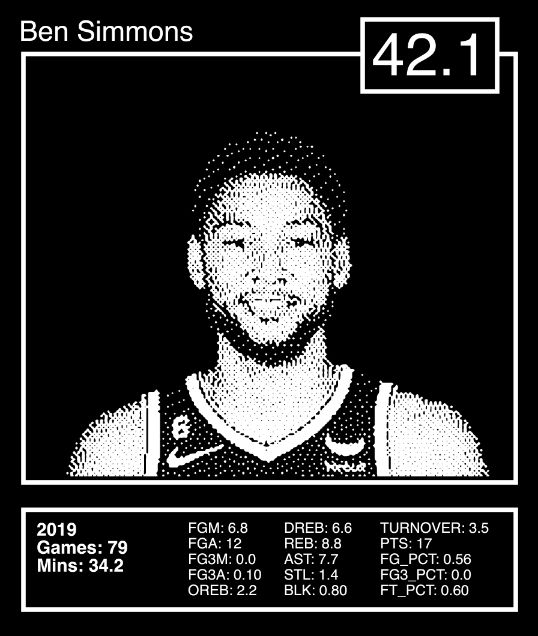 Ben Simmons
42.1
6
2019
Games: 79
Mins: 34.2
FGM: 6.8
FGA: 12
FG3M: 0.0
FG3A: 0.10
OREB: 2.2
DREB: 6.6
REB: 8.8
AST: 7.7
STL: 1.4
BLK: 0.80
TURNOVER: 3.5
PTS: 17
FG_PCT: 0.56
FG3_PCT: 0.0
FT_PCT: 0.60